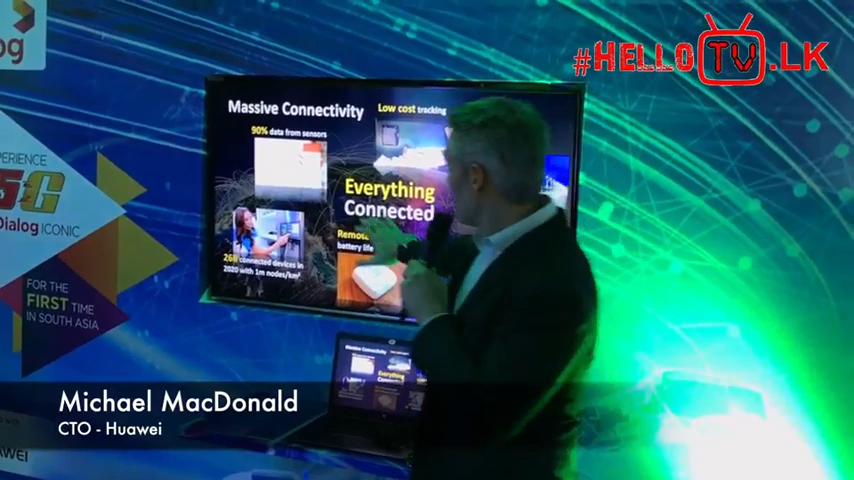 og
#HELLO TV.LK
Massive Connectivity
Low cost tracking
90% data from sensors
Everything
Connected
battery life
26B connected devices in
2020 with 1m nodes/km²
PERIENCE
5G
Dialog ICONIC
FOR THE
FIRST TIME
IN SOUTH ASIA
Massive Connectivity
Everything
Connected
Michael MacDonald
CTO - Huawei